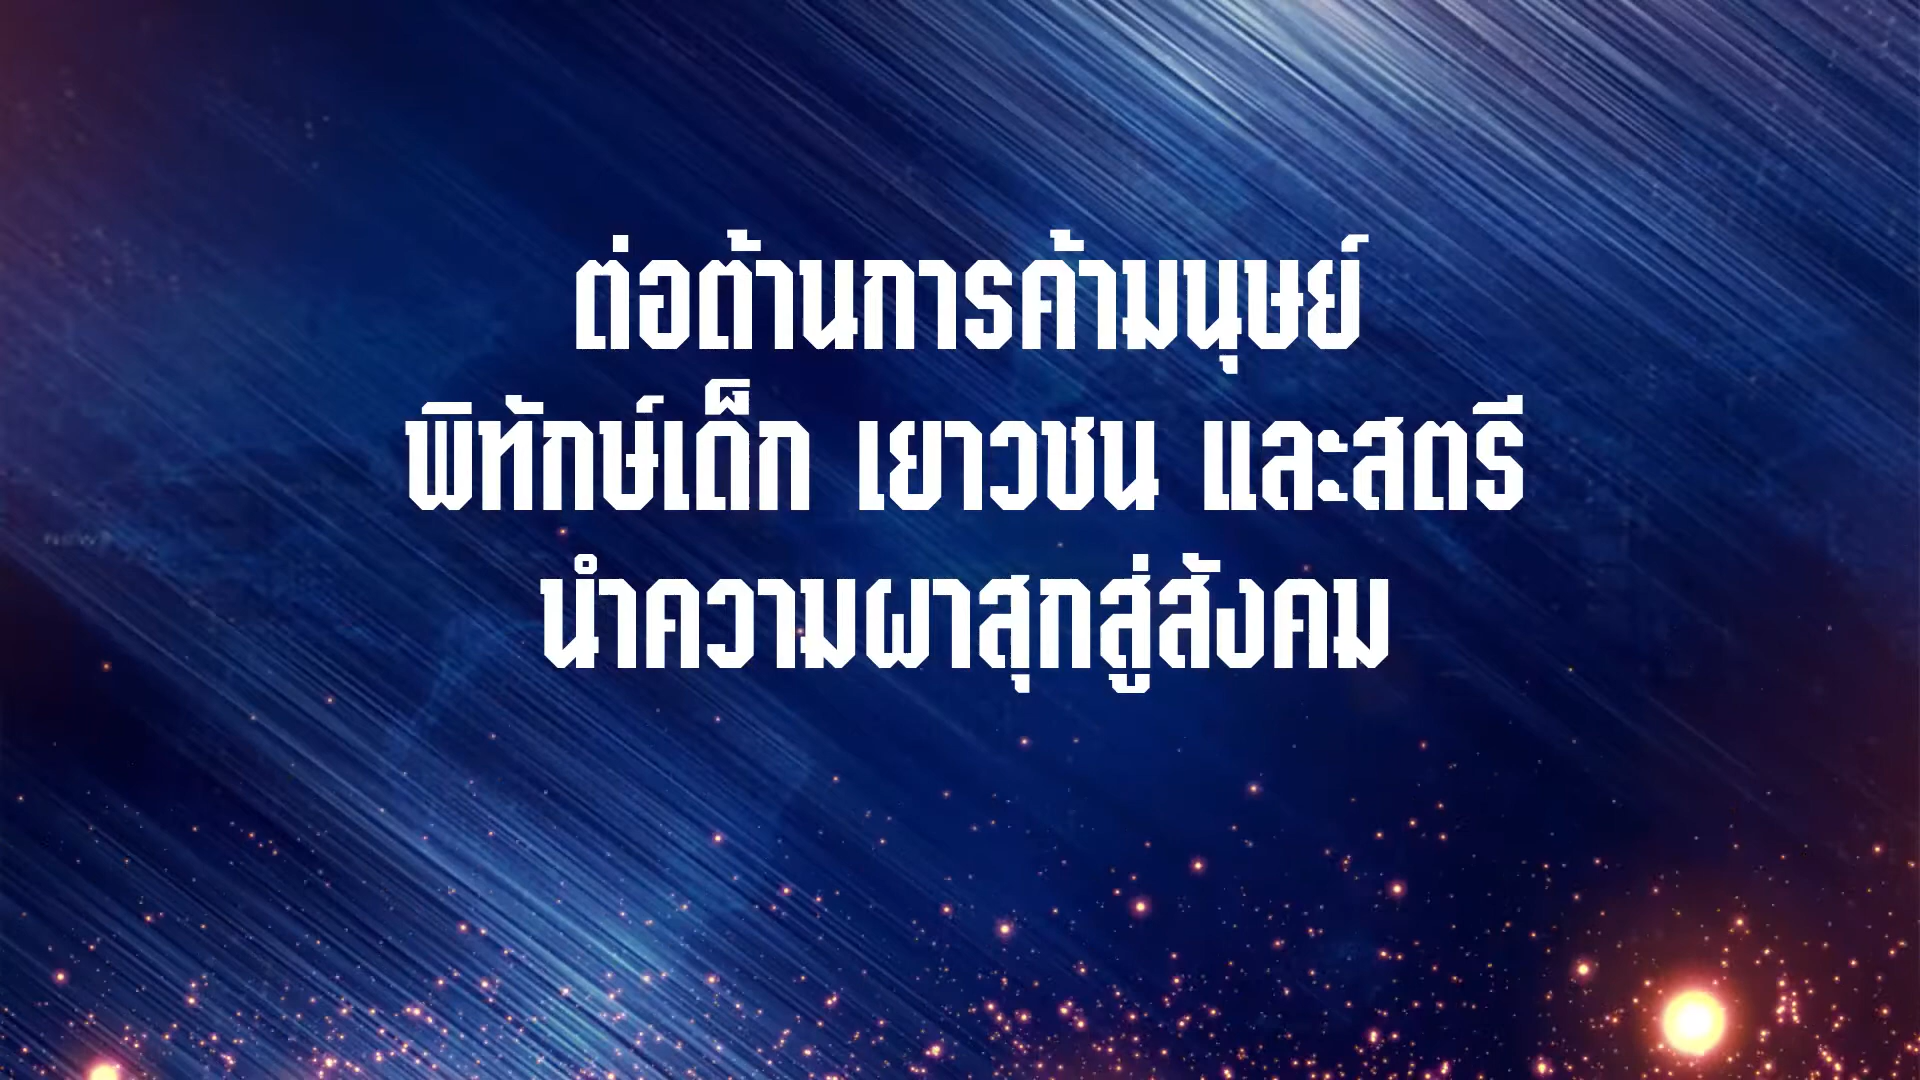 ต่อต้านการค้ามนุษย์
พิทักษ์เด็ก เยาวชน และสตรี
นำความผาสุกสู่สังคม